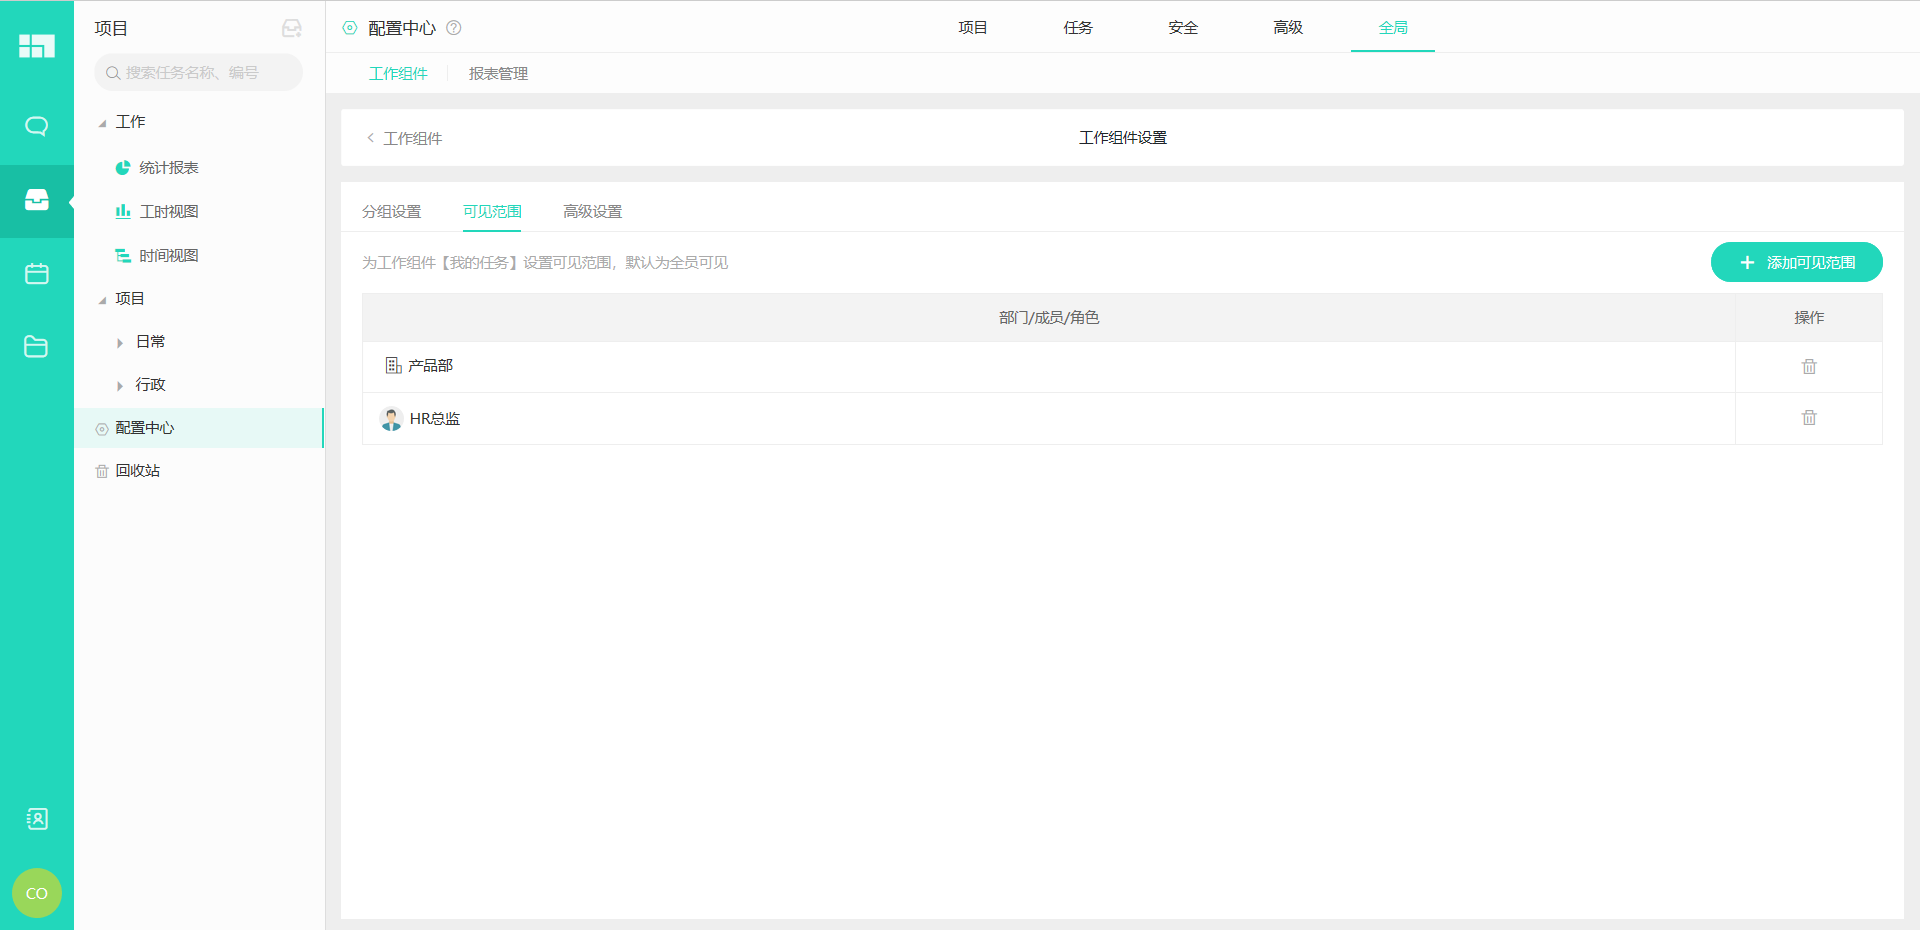 项目
搜索任务名称、编号
工作
统计报表
工时视图
时间视图
项目
日常
行政
配置中心
回收站
CO
配置中心
项目 任务 安全 高级 全局
工作组件 报表管理
工作组件
工作组件设置
分组设置 可见范围 高级设置
为工作组件【我的任务】设置可见范围，默认为全员可见
添加可见范围
部门/成员/角色 操作
产品部
HR总监